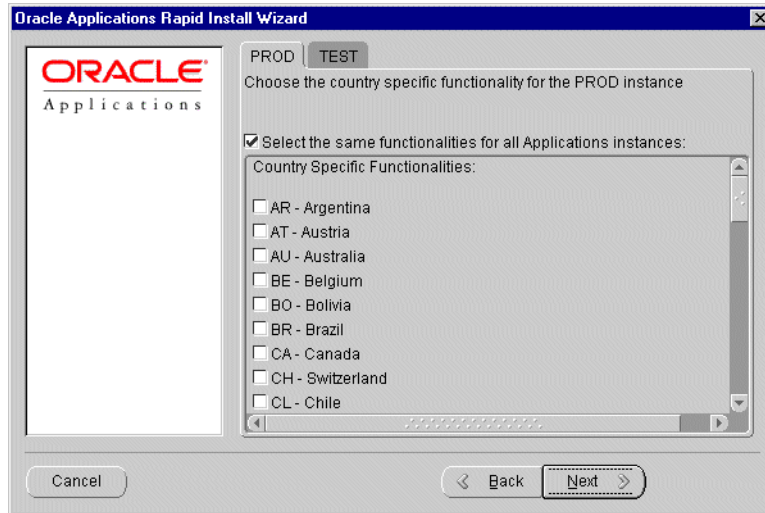 Oracle Applications Rapid Install Wizard
ORACLE
Applications
PROD
TEST
Choose the country specific functionality for the PROD instance
Select the same functionalities for all Applications instances:
Country Specific Functionalities:
AR - Argentina
AT - Austria
AU - Australia
BE - Belgium
BO - Bolivia
BR - Brazil
CA - Canada
CH - Switzerland
CL - Chile
Cancel
Back
Next